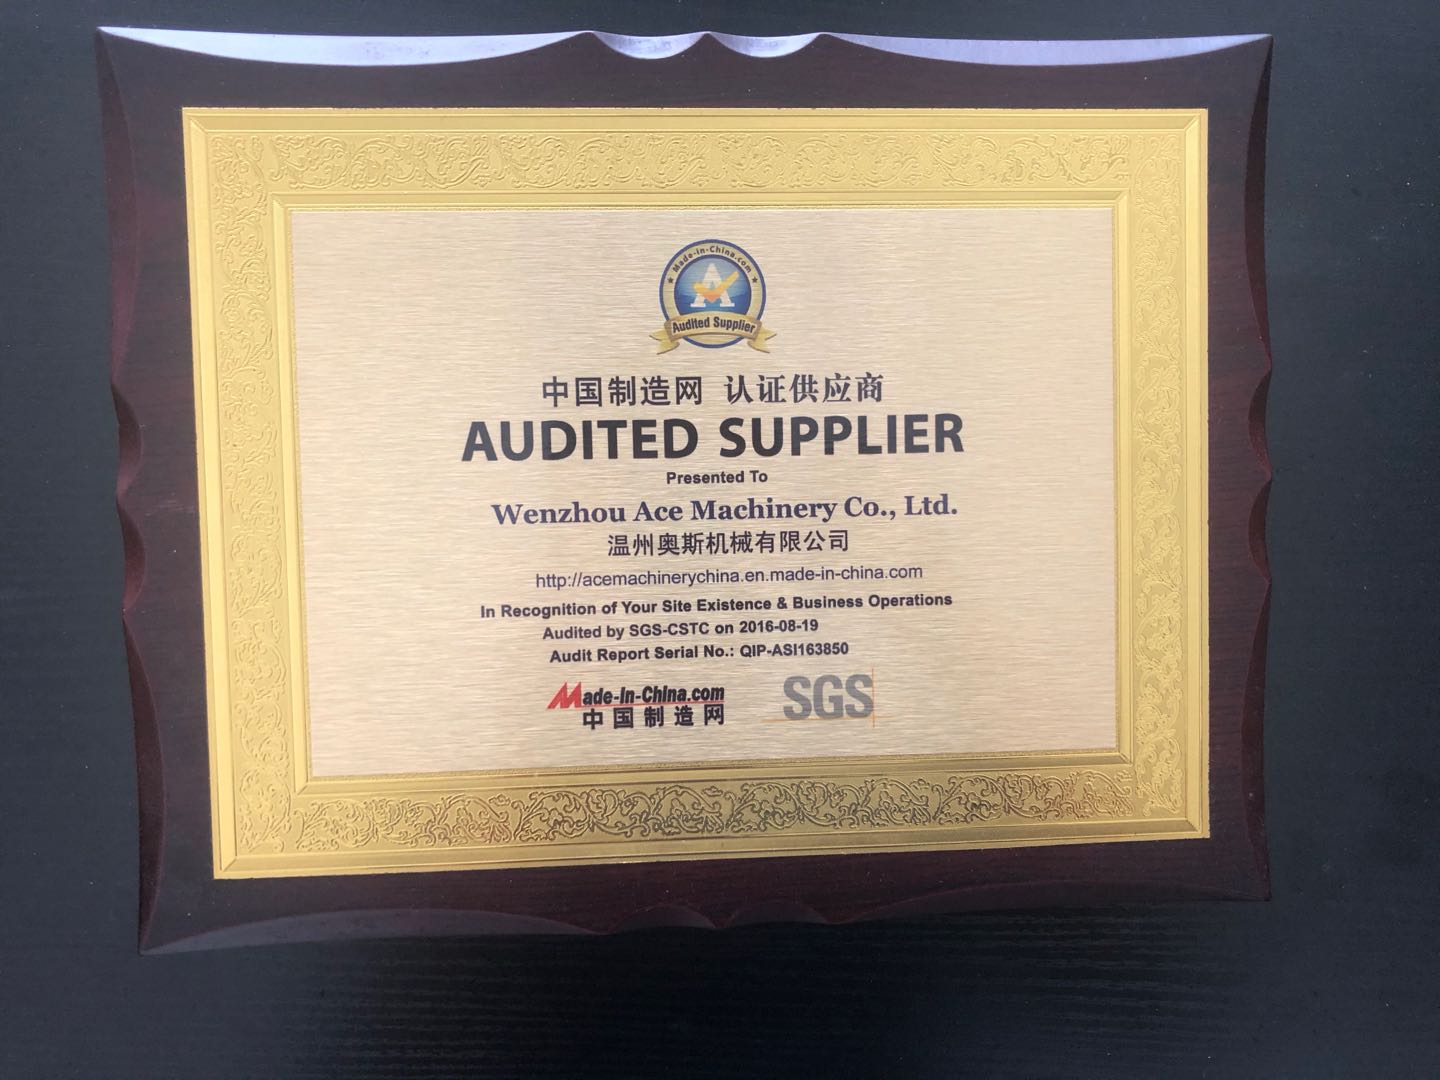 Made-in-China.com
A
Audited Supplier
中国制造网 认证供应商
AUDITED SUPPLIER
Presented To
Wenzhou Ace Machinery Co., Ltd.
温州奥斯机械有限公司
http://acemachinerychina.en.made-in-china.com
In Recognition of Your Site Existence & Business Operations
Audited by SGS-CSTC on 2016-08-19
Audit Report Serial No.: QIP-ASI163850
Made-in-China.com
中国制造网
SGS